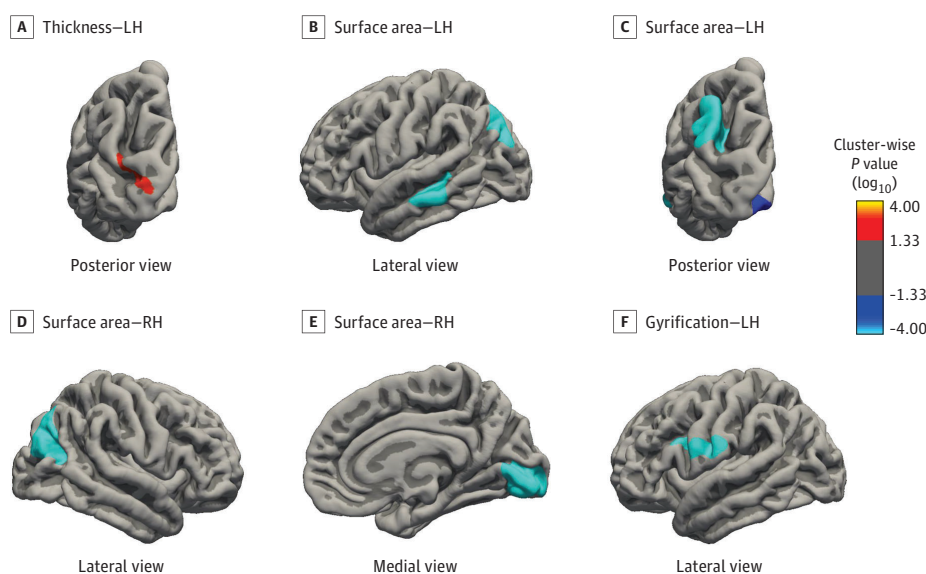 A Thickness–LH
B Surface area–LH
C Surface area–LH
Posterior view
Lateral view
Posterior view
Cluster-wise
P value
(log10)
4.00
1.33
-1.33
-4.00
D Surface area–RH
E Surface area–RH
F Gyrification–LH
Lateral view
Medial view
Lateral view